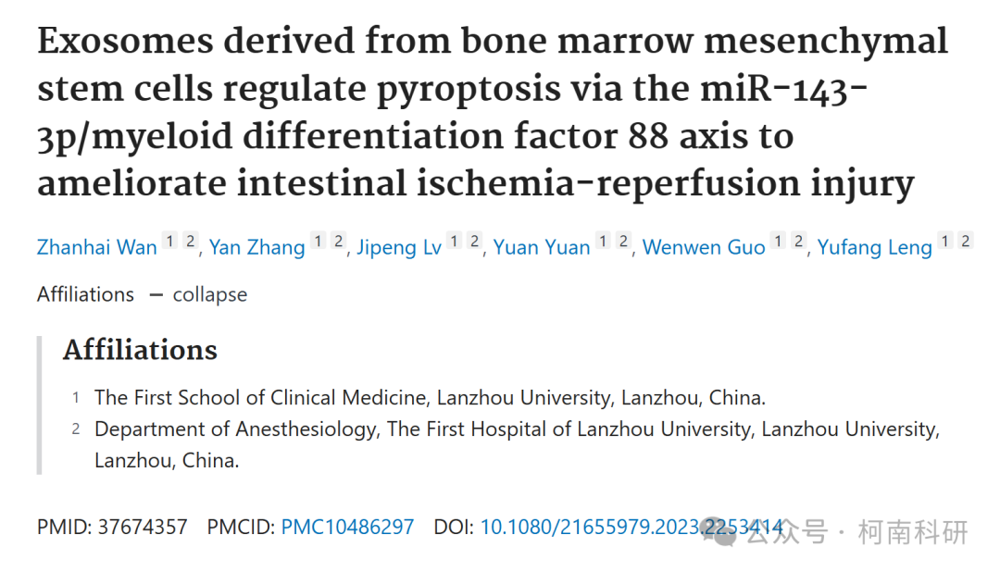 Exosomes derived from bone marrow mesenchymal
stem cells regulate pyroptosis via the miR-143-
3p/myeloid differentiation factor 88 axis to
ameliorate intestinal ischemia-reperfusion injury
Zhanhai Wan 1 2, Yan Zhang 1 2, Jipeng Lv 1 2, Yuan Yuan 1 2, Wenwen Guo 1 2, Yufang Leng 1 2
Affiliations — collapse
Affiliations
1 The First School of Clinical Medicine, Lanzhou University, Lanzhou, China.
2 Department of Anesthesiology, The First Hospital of Lanzhou University, Lanzhou University,
Lanzhou, China.
PMID: 37674357 PMCID: PMC10486297 DOI: 10.1080/21655979.2023.2253414
公众号 · 柯南科研